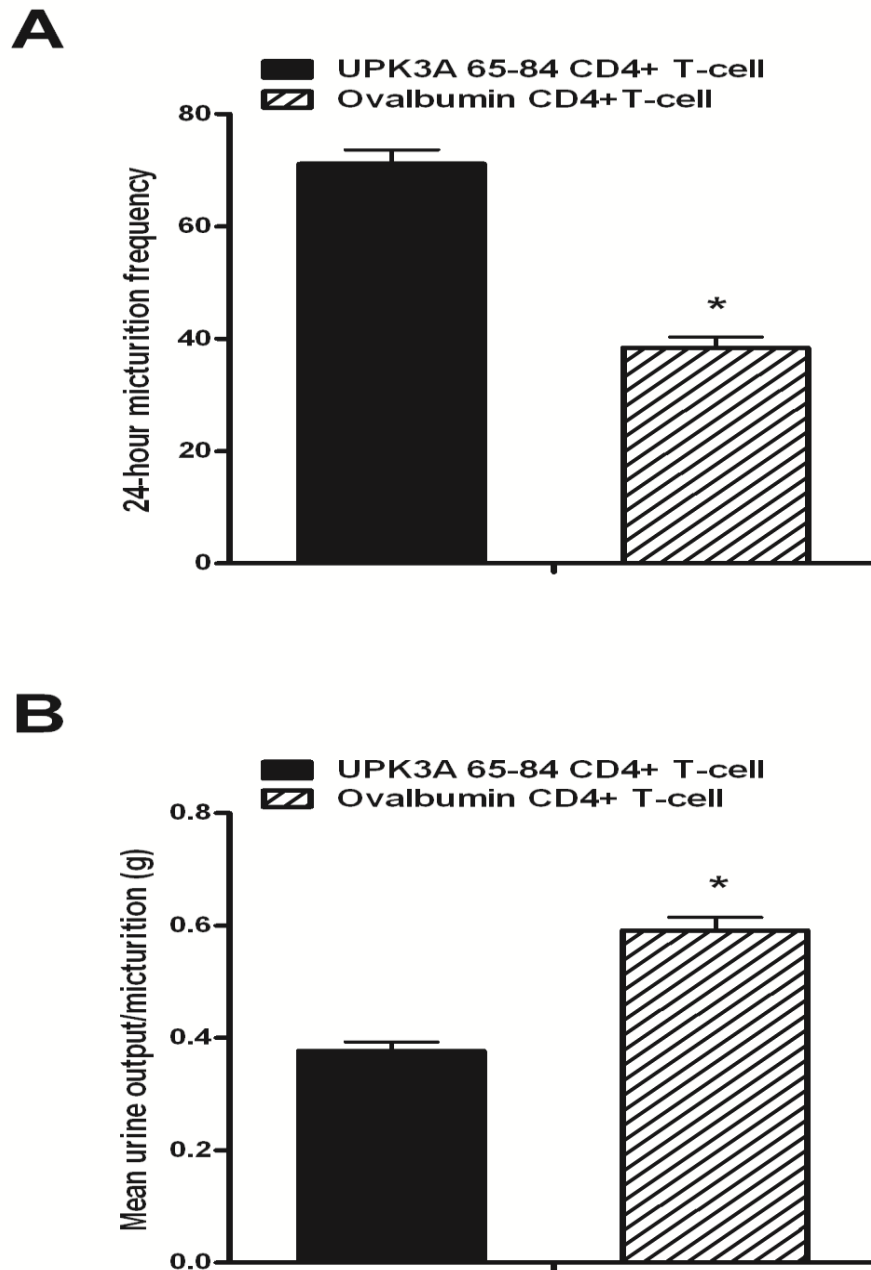 A
UPK3A 65-84 CD4+ T-cell
Ovalbumin CD4+T-cell
80
60
40
20
0
24-hour micturition frequency
*
B
UPK3A 65-84 CD4+ T-cell
Ovalbumin CD4+ T-cell
0.8
0.6
0.4
0.2
0.0
Mean urine output/micturition (g)
*